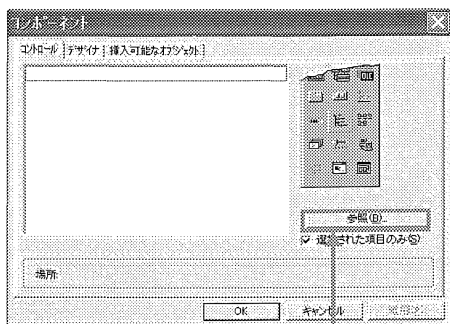 コンポーネント
コントロール デザイナ 挿入可能なオブジェクト
参照(B)...
選択された項目のみ(S)
場所:
OK キャンセル 適用(A)